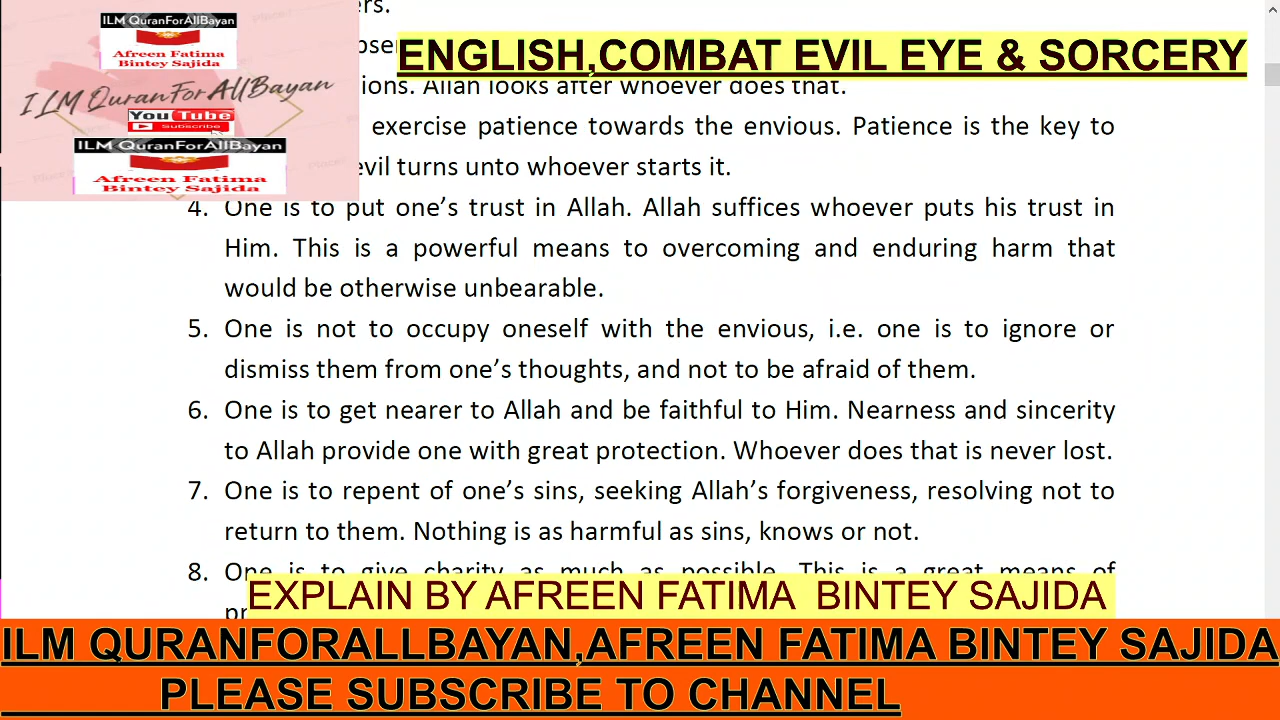 ers.
ILM QuranForAllBayan
Afreen Fatima
Bintey Sajida
ENGLISH,COMBAT EVIL EYE & SORCERY
ILM QuranForAllBayan
You Tube
Subscribe
ILM QuranForAllBayan
Afreen Fatima
Bintey Sajida
Allah looks after whoever does that.
exercise patience towards the envious. Patience is the key to
evil turns unto whoever starts it.
4. One is to put one’s trust in Allah. Allah suffices whoever puts his trust in
Him. This is a powerful means to overcoming and enduring harm that
would be otherwise unbearable.
5. One is not to occupy oneself with the envious, i.e. one is to ignore or
dismiss them from one’s thoughts, and not to be afraid of them.
6. One is to get nearer to Allah and be faithful to Him. Nearness and sincerity
to Allah provide one with great protection. Whoever does that is never lost.
7. One is to repent of one’s sins, seeking Allah’s forgiveness, resolving not to
return to them. Nothing is as harmful as sins, knows or not.
8. One is to give charity as much as possible. This is a great means of
EXPLAIN BY AFREEN FATIMA BINTEY SAJIDA
ILM QURANFORALLBAYAN,AFREEN FATIMA BINTEY SAJIDA
PLEASE SUBSCRIBE TO CHANNEL